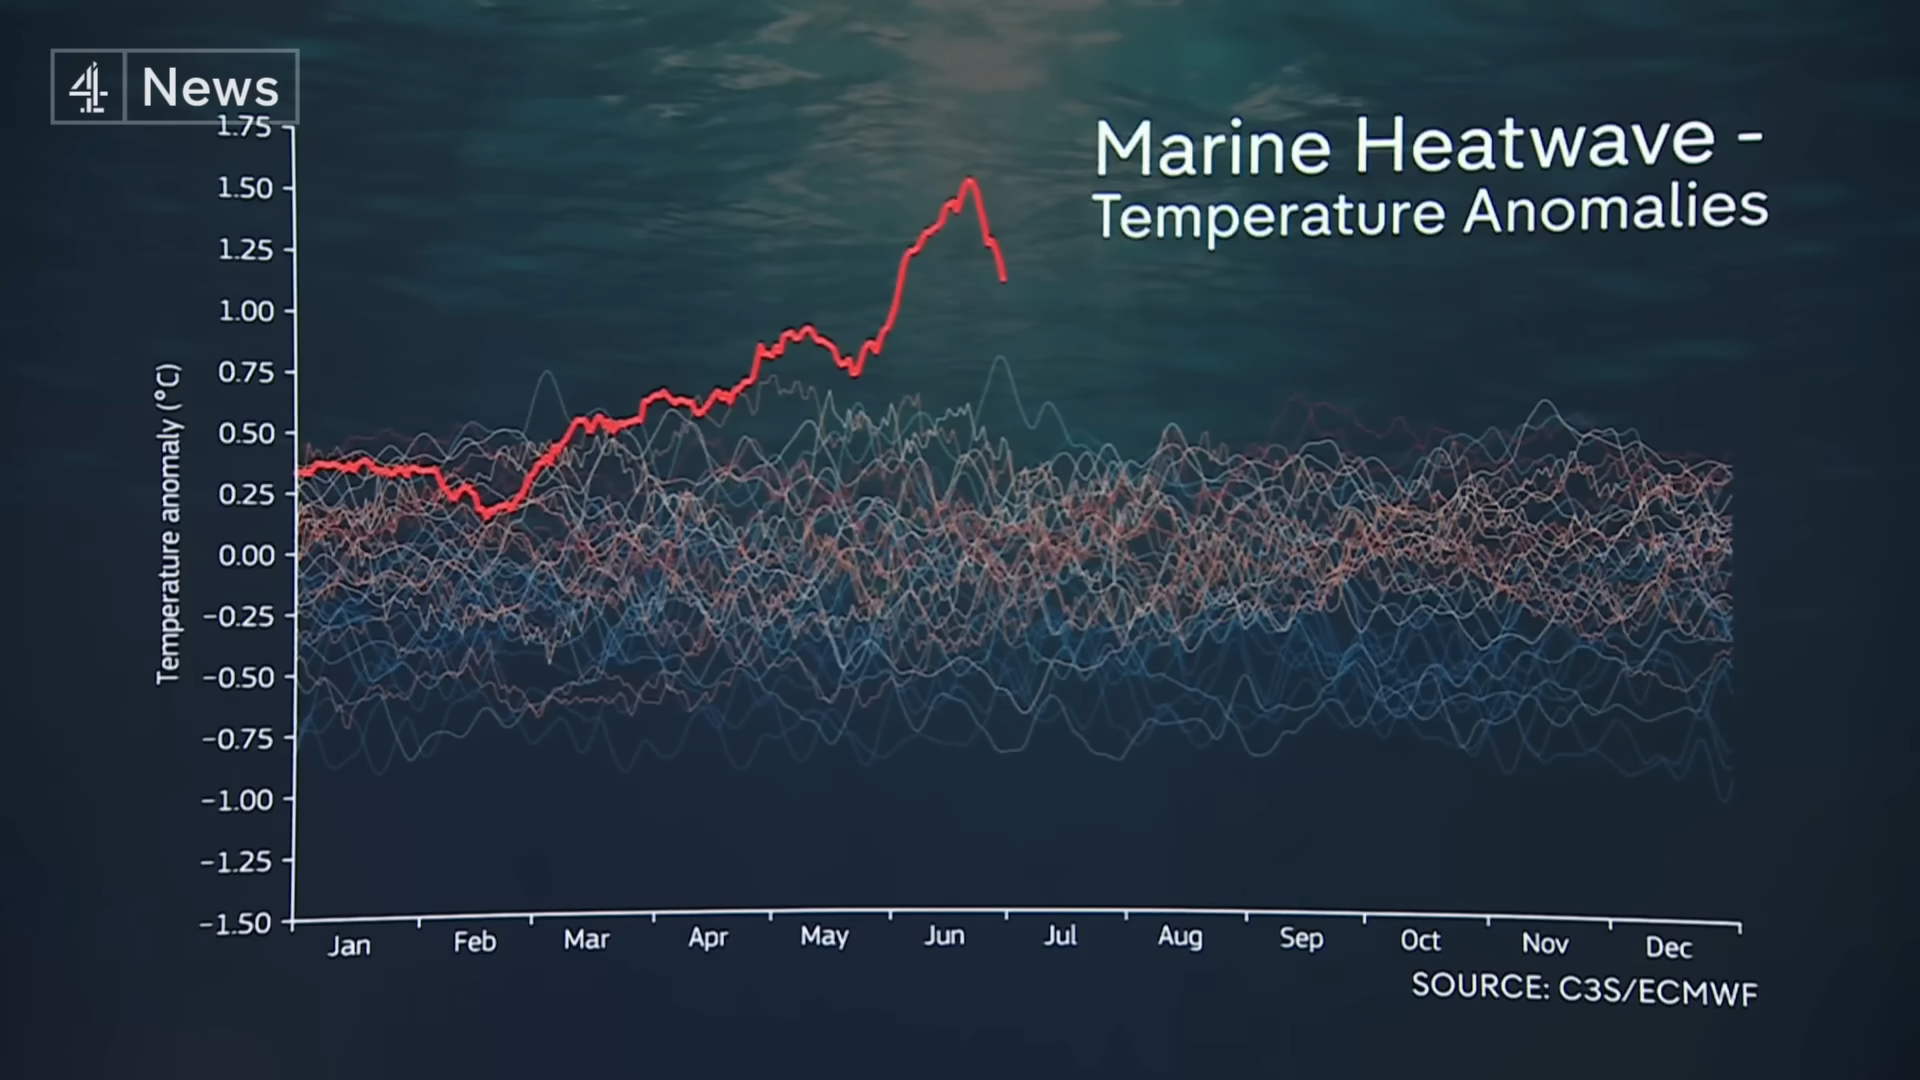 4 News
Marine Heatwave -
Temperature Anomalies
Temperature anomaly (°C)
1.75
1.50
1.25
1.00
0.75
0.50
0.25
0.00
−0.25
−0.50
−0.75
−1.00
−1.25
−1.50
Jan Feb Mar Apr May Jun Jul Aug Sep Oct Nov Dec
SOURCE: C3S/ECMWF